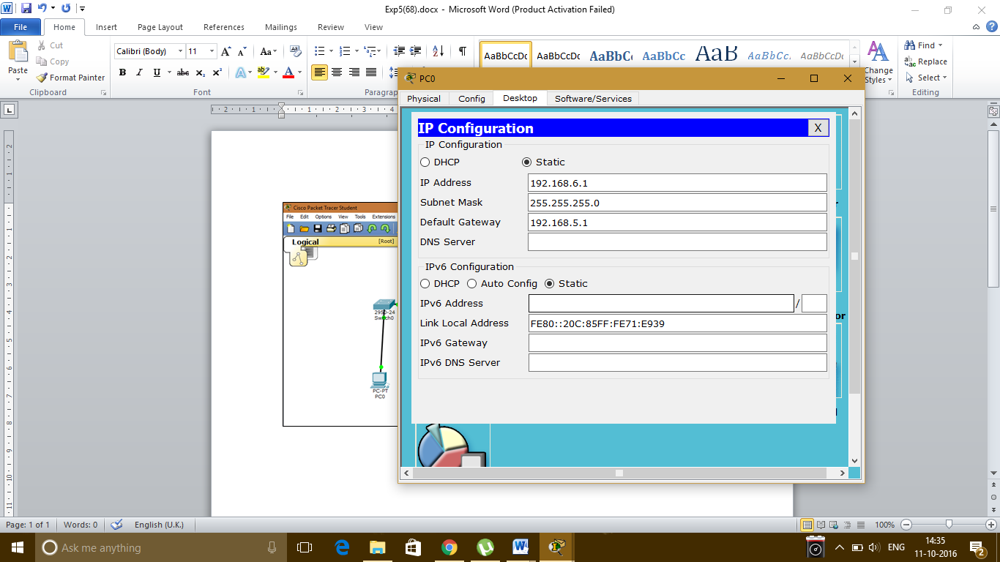 Exp5(68).docx - Microsoft Word (Product Activation Failed)
File Home Insert Page Layout References Mailings Review View
Paste
Cut
Copy
Format Painter
Clipboard
Calibri (Body) 11
Font
Paragrap
AaBbCcDc AaBbCcDc AaBbC AaBbCc AaB AaBbCc. AaBbCcDc
Change
Styles
Find
Replace
Select
Editing
PC0
Physical Config Desktop Software/Services
IP Configuration X
IP Configuration
DHCP Static
IP Address 192.168.6.1
Subnet Mask 255.255.255.0
Default Gateway 192.168.5.1
DNS Server
IPv6 Configuration
DHCP Auto Config Static
IPv6 Address /
Link Local Address FE80::20C:85FF:FE71:E939
IPv6 Gateway
IPv6 DNS Server
or
Cisco Packet Tracer Student
File Edit Options View Tools Extensions
Logical [Root]
2950-24
Switch0
PC-PT
PC0
Page: 1 of 1 Words: 0 English (U.K.) 100%
Ask me anything
ENG
14:35
11-10-2016
2